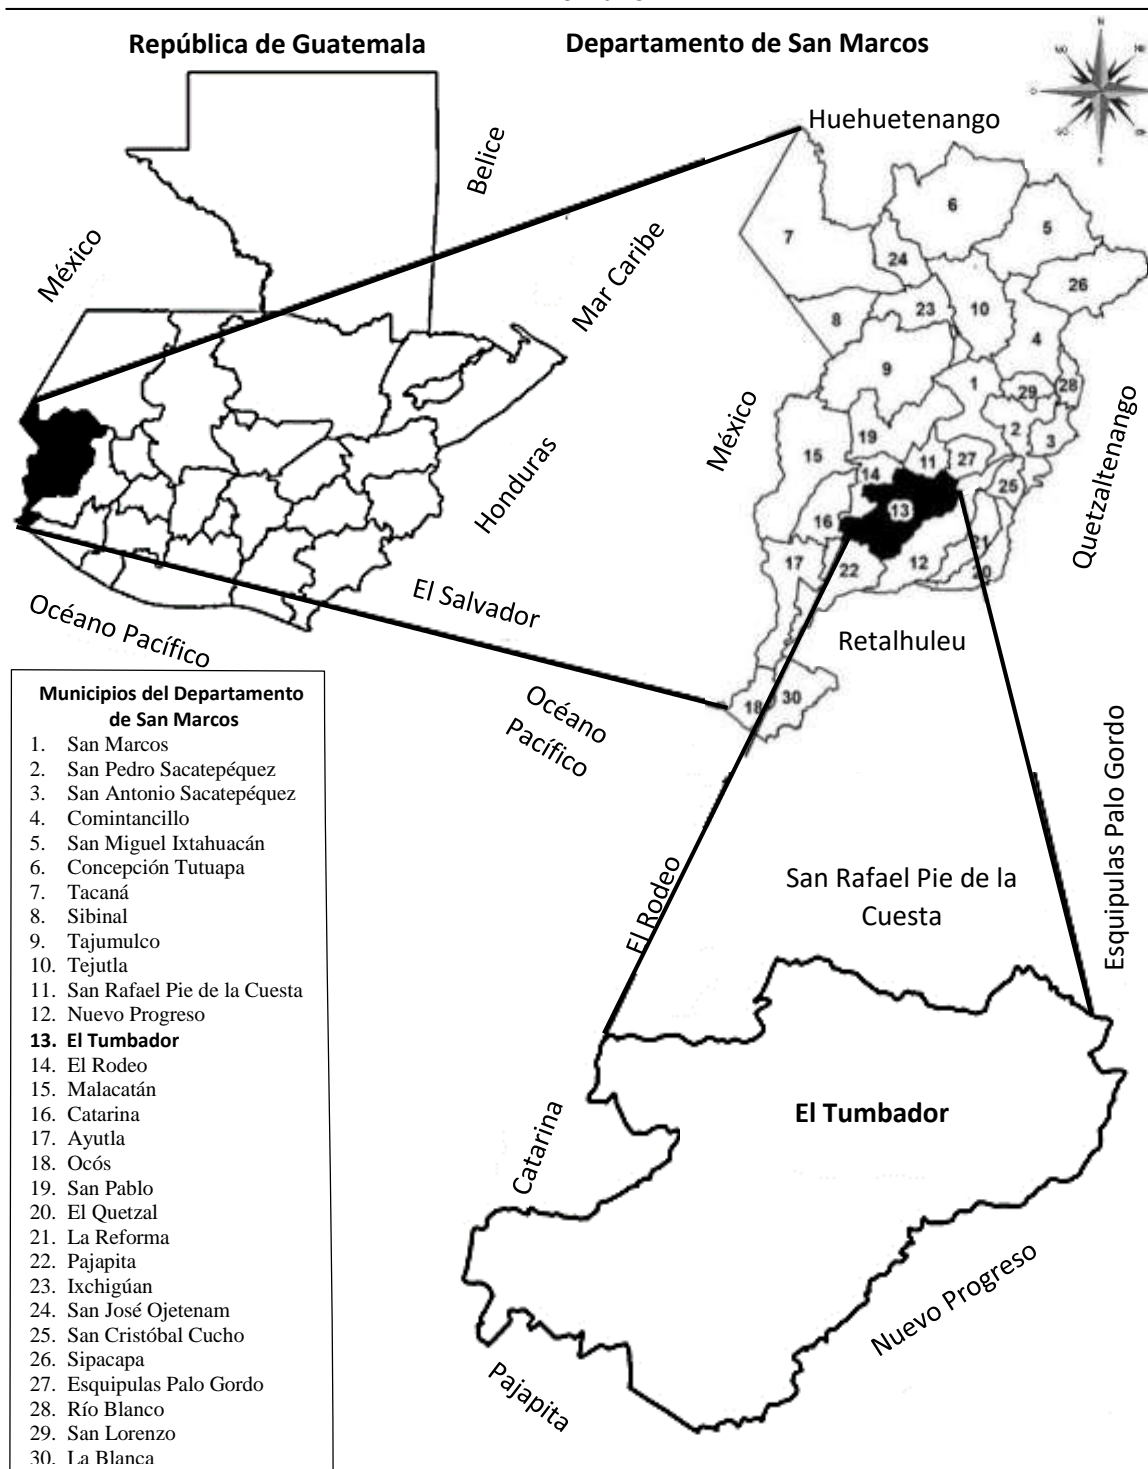 República de Guatemala
Departamento de San Marcos
N
NO
NE
O
SO
S
Huehuetenango
Belice
México
Mar Caribe
Honduras
El Salvador
Océano Pacífico
6
5
7
24
26
23
10
8
4
9
1
29
28
2
3
19
15
11
27
14
25
13
16
21
17
22
12
20
18
30
México
Quetzaltenango
Retalhuleu
Océano
Pacífico
Municipios del Departamento
de San Marcos
1. San Marcos
2. San Pedro Sacatepéquez
3. San Antonio Sacatepéquez
4. Comintancillo
5. San Miguel Ixtahuacán
6. Concepción Tutuapa
7. Tacaná
8. Sibinal
9. Tajumulco
10. Tejutla
11. San Rafael Pie de la Cuesta
12. Nuevo Progreso
13. El Tumbador
14. El Rodeo
15. Malacatán
16. Catarina
17. Ayutla
18. Ocós
19. San Pablo
20. El Quetzal
21. La Reforma
22. Pajapita
23. Ixchigúan
24. San José Ojetenam
25. San Cristóbal Cucho
26. Sipacapa
27. Esquipulas Palo Gordo
28. Río Blanco
29. San Lorenzo
30. La Blanca
El Rodeo
San Rafael Pie de la
Cuesta
Esquipulas Palo Gordo
El Tumbador
Catarina
Nuevo Progreso
Pajapita